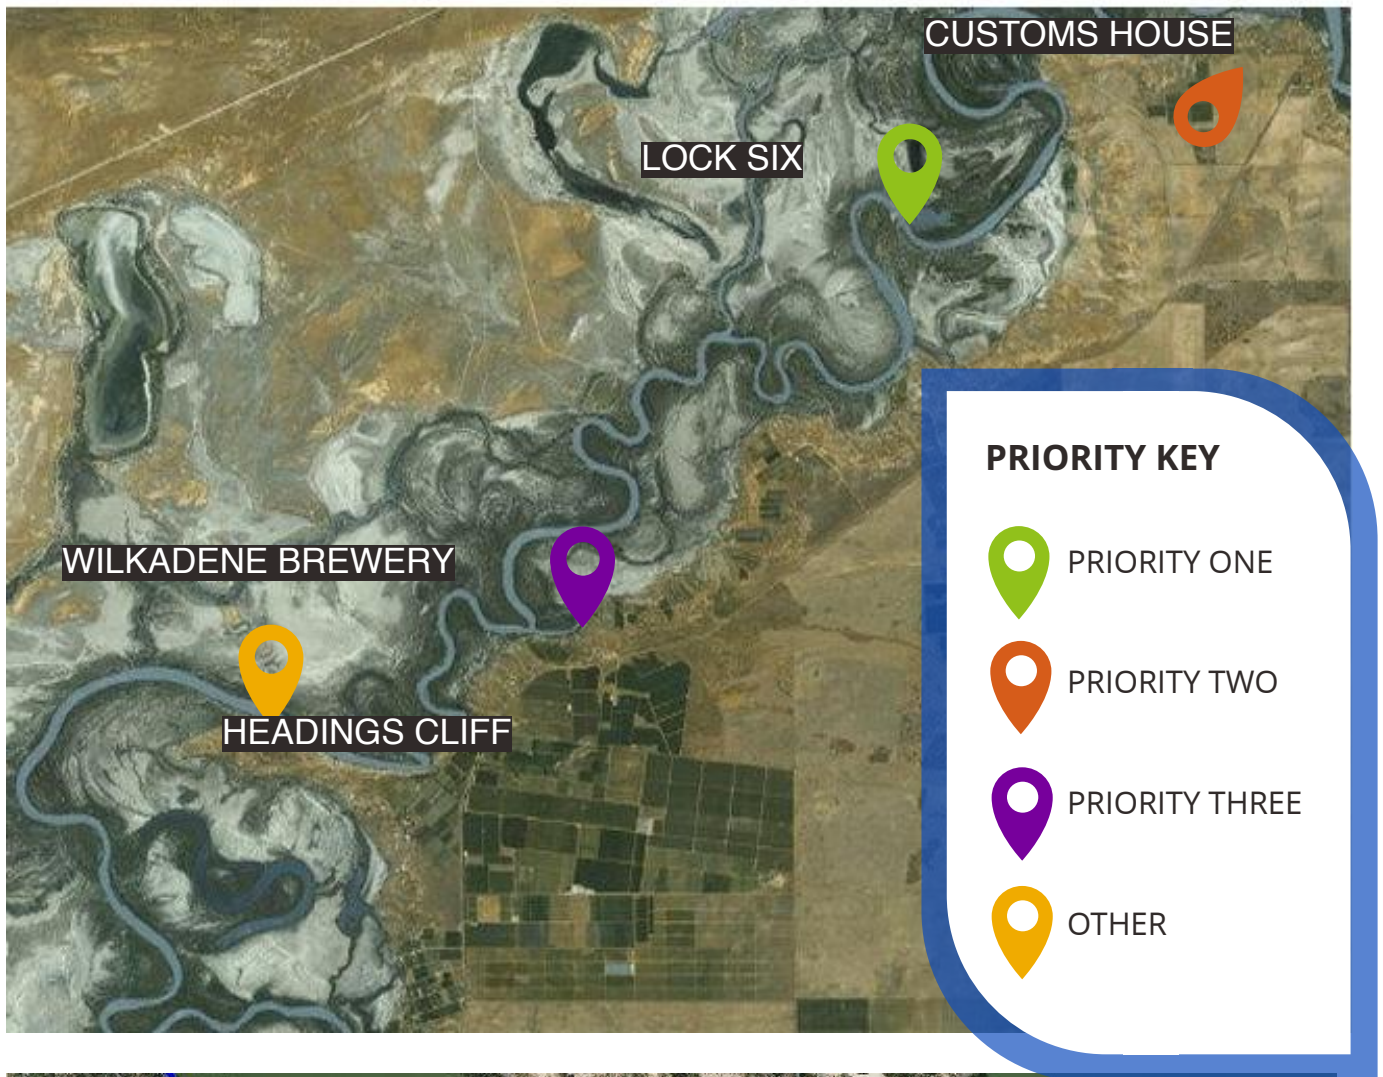 CUSTOMS HOUSE
LOCK SIX
WILKADENE BREWERY
HEADINGS CLIFF
PRIORITY KEY
PRIORITY ONE
PRIORITY TWO
PRIORITY THREE
OTHER